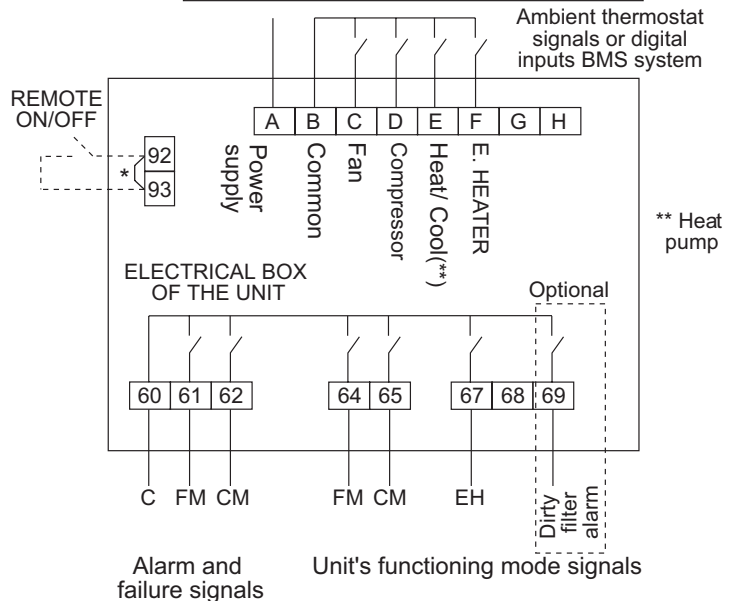 Ambient thermostat
signals or digital
inputs BMS system
REMOTE
ON/OFF
A B C D E F G H
92
*
93
Power
supply
Common
Fan
Compressor
Heat/ Cool(**)
E. HEATER
** Heat
pump
ELECTRICAL BOX
OF THE UNIT
Optional
60 61 62 64 65 67 68 69
C FM CM FM CM EH
Dirty
filter
alarm
Alarm and
failure signals
Unit's functioning mode signals